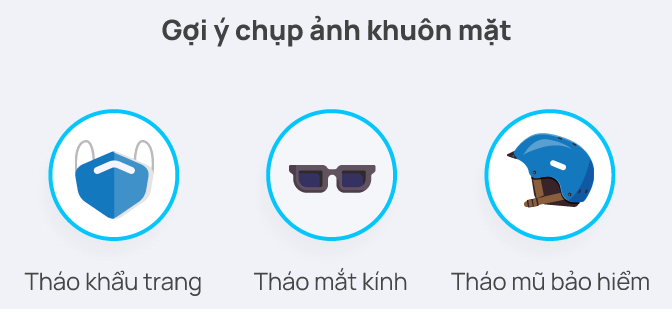 Gợi ý chụp ảnh khuôn mặt
Tháo khẩu trang
Tháo mắt kính
Tháo mũ bảo hiểm